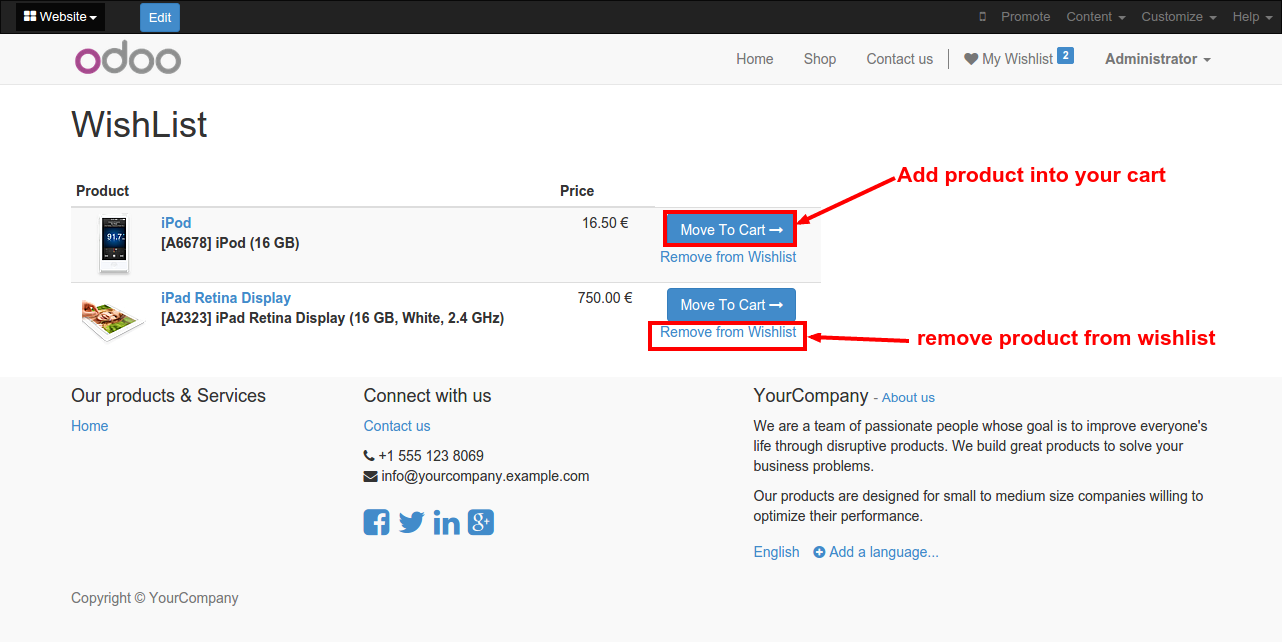 Website Edit Promote Content Customize Help
odoo Home Shop Contact us My Wishlist 2 Administrator
WishList
Add product into your cart
Product Price
91.7
iPod 16.50 € Move To Cart
[A6678] iPod (16 GB)
Remove from Wishlist
iPad Retina Display 750.00 € Move To Cart
[A2323] iPad Retina Display (16 GB, White, 2.4 GHz)
Remove from Wishlist
remove product from wishlist
Our products & Services
Home
Connect with us
Contact us
+1 555 123 8069
info@yourcompany.example.com
YourCompany - About us
We are a team of passionate people whose goal is to improve everyone's
life through disruptive products. We build great products to solve your
business problems.
Our products are designed for small to medium size companies willing to
optimize their performance.
English Add a language...
Copyright © YourCompany